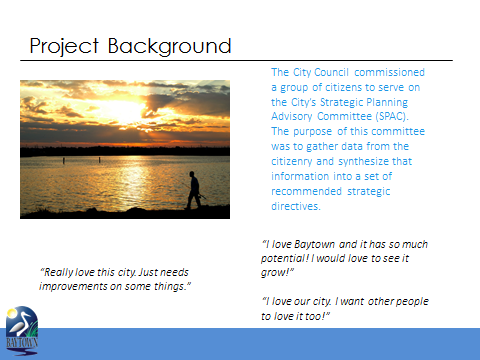 Project Background
The City Council commissioned
a group of citizens to serve on
the City's Strategic Planning
Advisory Committee (SPAC).
The purpose of this committee
was to gather data from the
citizenry and synthesize that
information into a set of
recommended strategic
directives.
“I love Baytown and it has so much
potential! I would love to see it
grow!”
“Really love this city. Just needs
improvements on some things.”
“I love our city. I want other people
to love it too!”
BAYTOWN